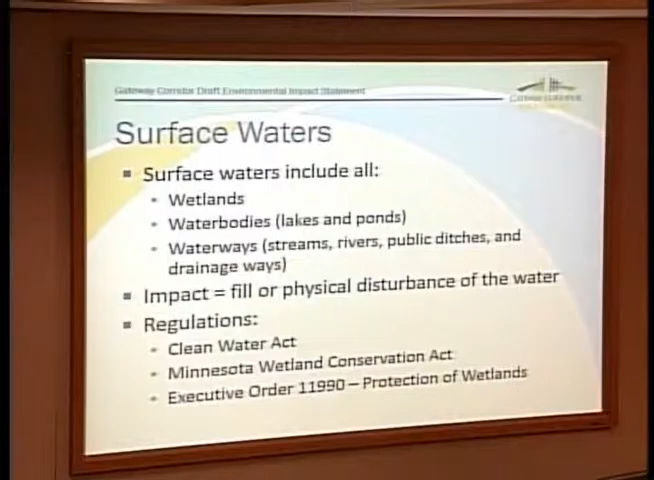 Gateway Corridor Draft Environmental Impact Statement
Surface Waters
▪ Surface waters include all:
• Wetlands
• Waterbodies (lakes and ponds)
• Waterways (streams, rivers, public ditches, and
drainage ways)
▪ Impact = fill or physical disturbance of the water
▪ Regulations:
• Clean Water Act
• Minnesota Wetland Conservation Act
• Executive Order 11990 – Protection of Wetlands